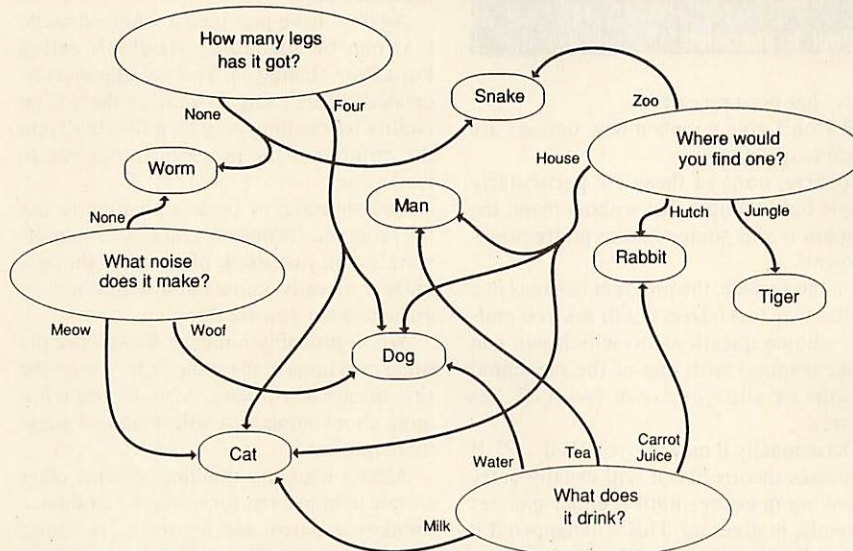 How many legs
has it got?
None
Four
Snake
Zoo
Where would
you find one?
House
Worm
Man
Hutch
Jungle
None
Rabbit
What noise
does it make?
Tiger
Meow
Woof
Dog
Cat
Water
Tea
Carrot
Juice
What does
it drink?
Milk